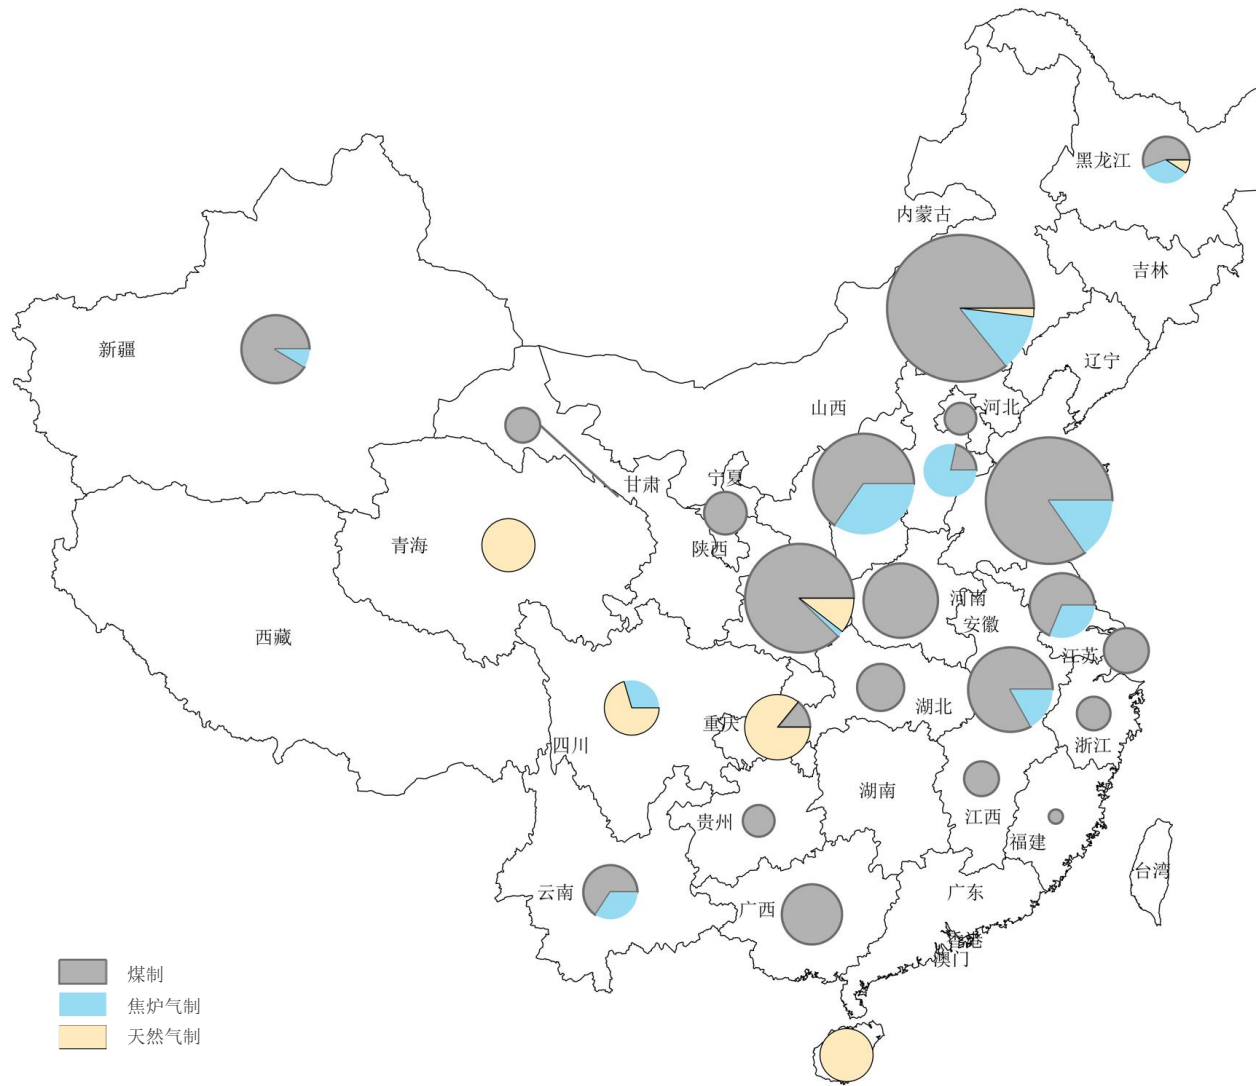 黑龙江
内蒙古
吉林
新疆
辽宁
山西
河北
甘肃
宁夏
青海
陕西
河南
安徽
西藏
江苏
湖北
重庆
四川
浙江
湖南
贵州
江西
福建
台湾
云南
广西
广东
香港
澳门
煤制
焦炉气制
天然气制